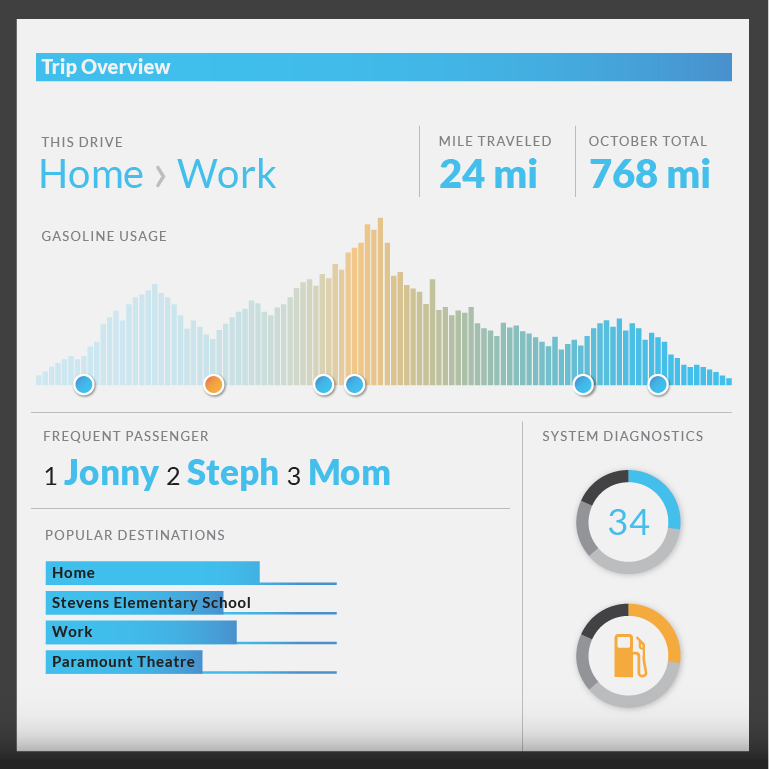 Trip Overview
THIS DRIVE
Home › Work
MILE TRAVELED
24 mi
OCTOBER TOTAL
768 mi
GASOLINE USAGE
FREQUENT PASSENGER
1 Jonny 2 Steph 3 Mom
POPULAR DESTINATIONS
Home
Stevens Elementary School
Work
Paramount Theatre
SYSTEM DIAGNOSTICS
34